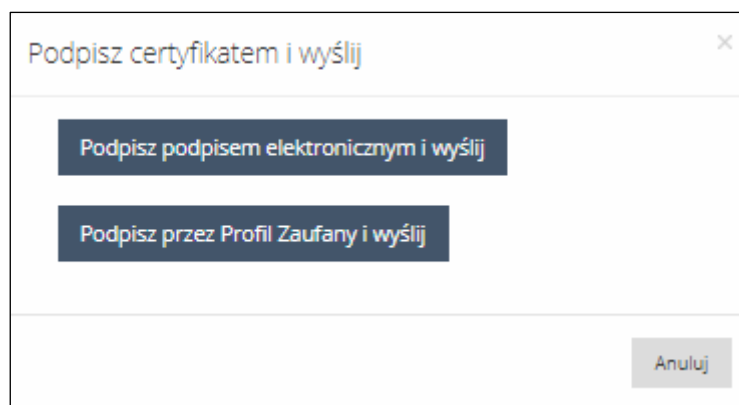 Podpisz certyfikatem i wyślij
×
Podpisz podpisem elektronicznym i wyślij
Podpisz przez Profil Zaufany i wyślij
Anuluj